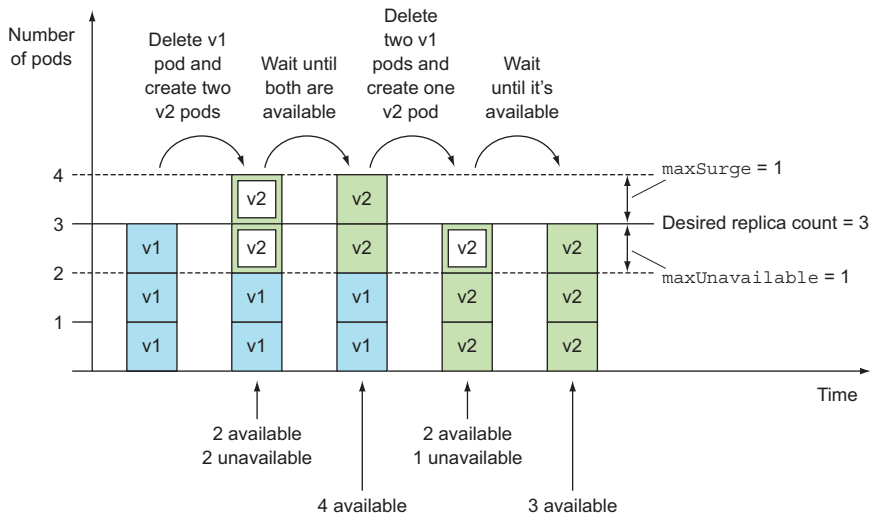 Number
of pods
Delete v1
pod and
create two
v2 pods
Wait until
both are
available
Delete
two v1
pods and
create one
v2 pod
Wait
until it's
available
4
3
2
1
v1
v1
v1
v2
v2
v1
v1
v2
v2
v1
v1
v2
v2
v2
v2
v2
v2
maxSurge = 1
Desired replica count = 3
maxUnavailable = 1
Time
2 available
2 unavailable
4 available
2 available
1 unavailable
3 available